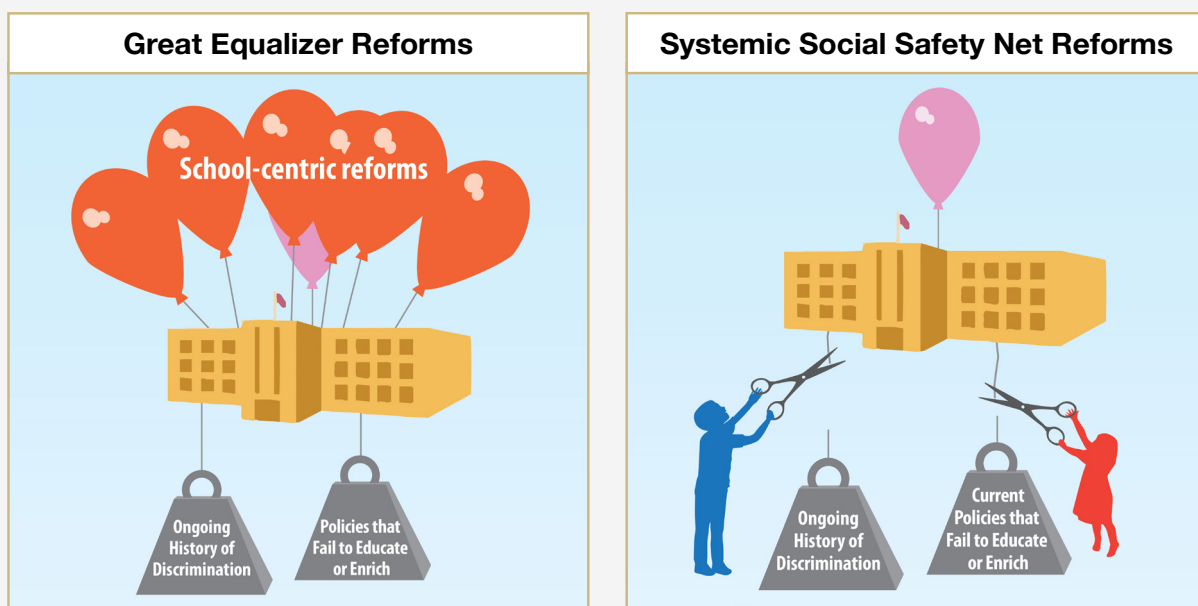 Great Equalizer Reforms
School-centric reforms
Ongoing
History of
Discrimination
Policies that
Fail to Educate
or Enrich
Systemic Social Safety Net Reforms
Ongoing
History of
Discrimination
Current
Policies that
Fail to Educate
or Enrich